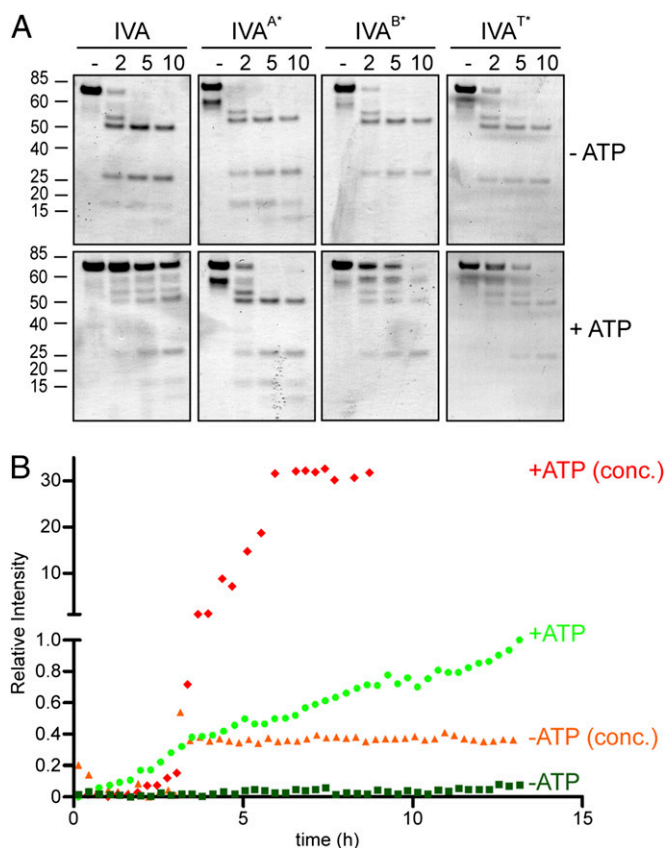 A
IVA IVA^A* IVA^B* IVA^T*
- 2 5 10 - 2 5 10 - 2 5 10 - 2 5 10
85
60
50
40
25
20
15
- ATP
85
60
50
40
25
20
15
+ ATP
B
Relative Intensity
30
20
10
1.0
0.8
0.6
0.4
0.2
0
+ATP (conc.)
+ATP
-ATP (conc.)
-ATP
0 5 10 15
time (h)